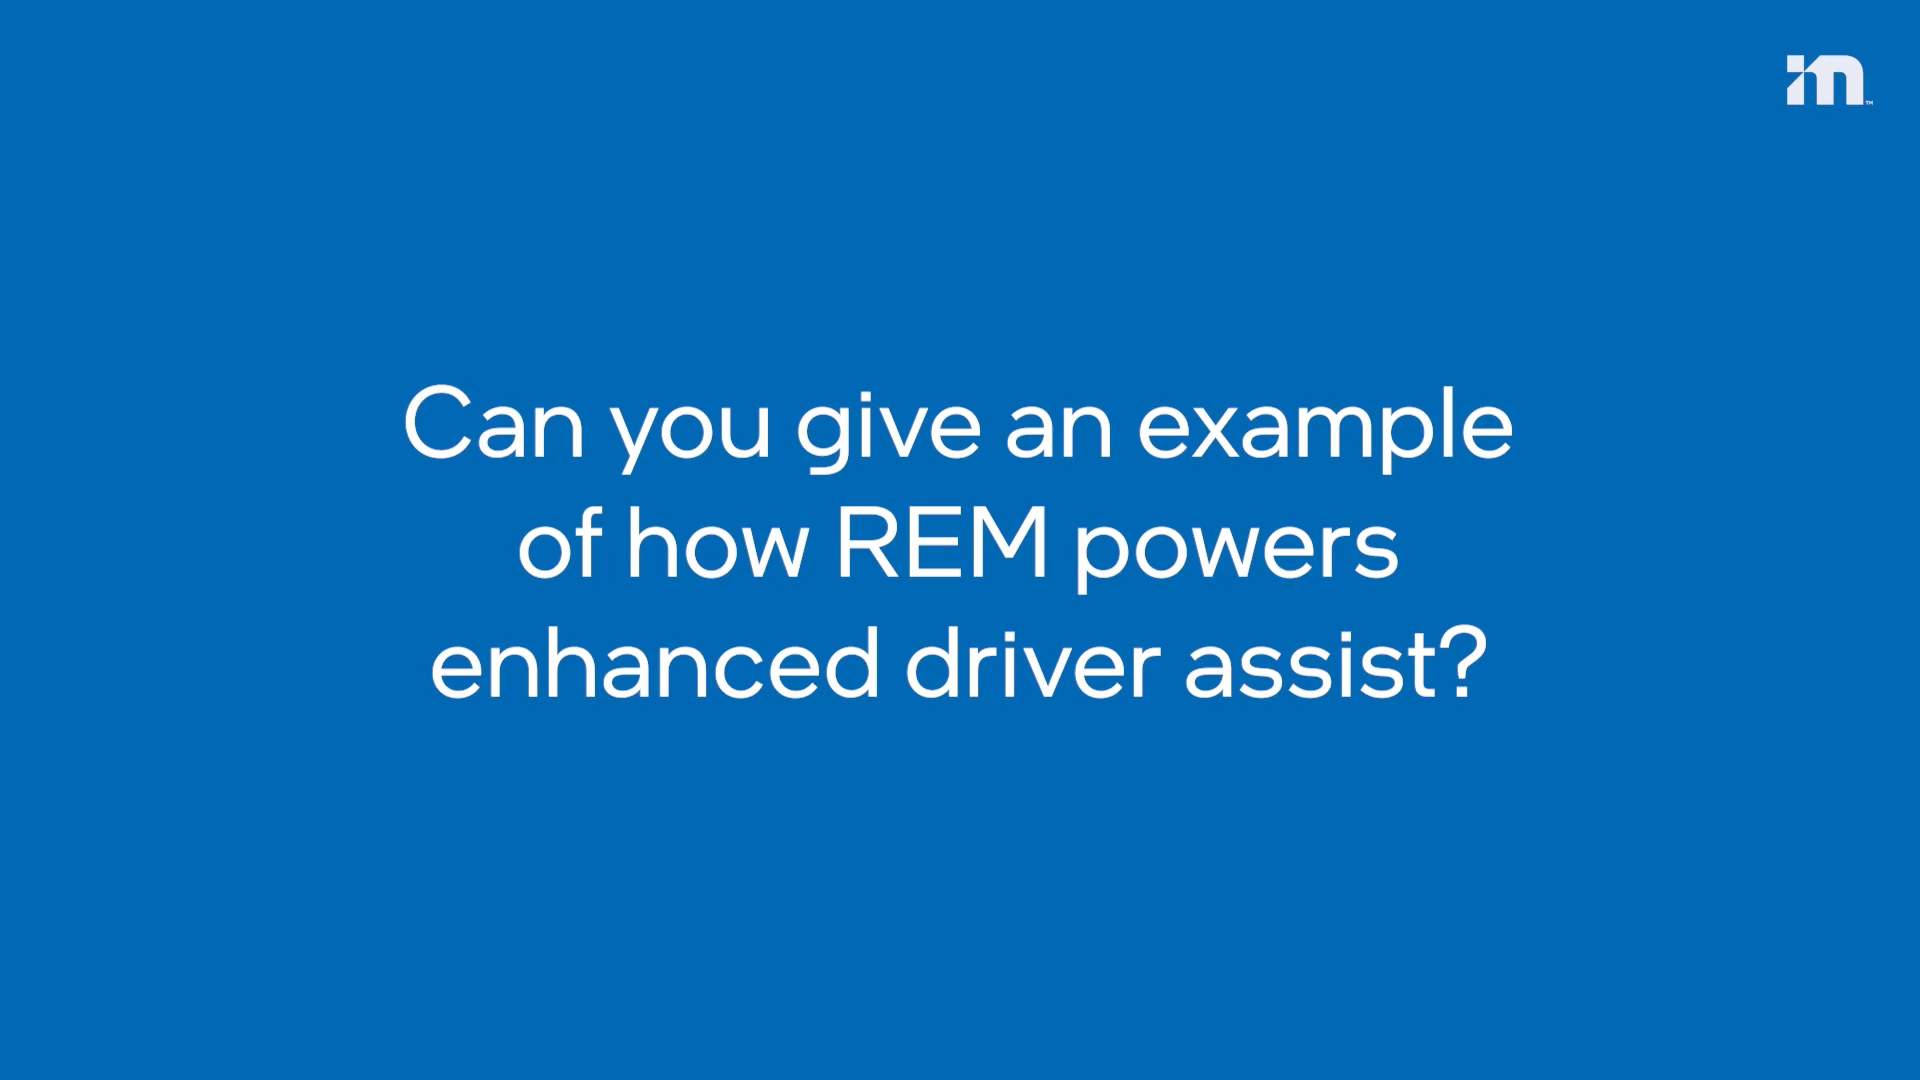 Can you give an example
of how REM powers
enhanced driver assist?